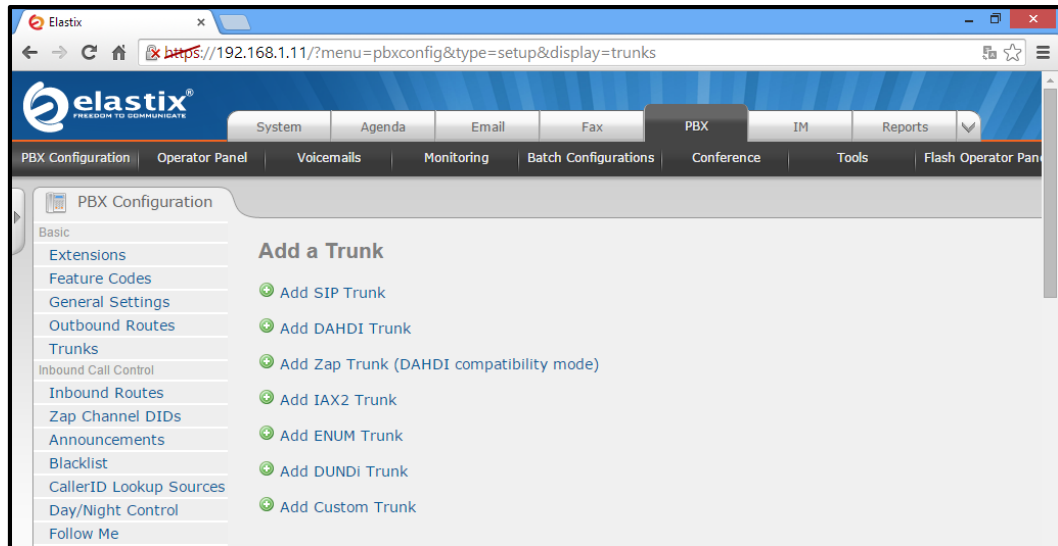 Elastix
https://192.168.1.11/?menu=pbxconfig&type=setup&display=trunks
elastix®
FREEDOM TO COMMUNICATE
System Agenda Email Fax PBX IM Reports
PBX Configuration Operator Panel Voicemails Monitoring Batch Configurations Conference Tools Flash Operator Pane
PBX Configuration
Basic
Extensions
Feature Codes
General Settings
Outbound Routes
Trunks
Inbound Call Control
Inbound Routes
Zap Channel DIDs
Announcements
Blacklist
CallerID Lookup Sources
Day/Night Control
Follow Me
Add a Trunk
Add SIP Trunk
Add DAHDI Trunk
Add Zap Trunk (DAHDI compatibility mode)
Add IAX2 Trunk
Add ENUM Trunk
Add DUNDi Trunk
Add Custom Trunk